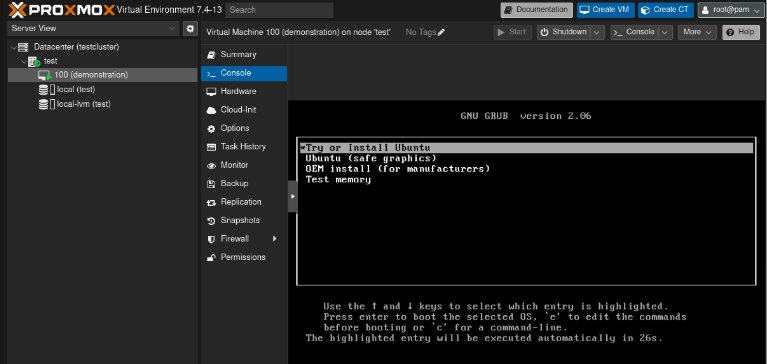 PROXMOX Virtual Environment 7.4-13 Search Documentation Create VM Create CT root@pam
Server View
Virtual Machine 100 (demonstration) on node 'test' No Tags Start Shutdown Console More Help
Datacenter (testcluster)
test
100 (demonstration)
local (test)
local-lvm (test)
Summary
Console
Hardware
Cloud-Init
Options
Task History
Monitor
Backup
Replication
Snapshots
Firewall
Permissions
GNU GRUB version 2.06
*Try or Install Ubuntu
Ubuntu (safe graphics)
OEM install (for manufacturers)
Test memory
Use the ↑ and ↓ keys to select which entry is highlighted.
Press enter to boot the selected OS, `e' to edit the commands
before booting or `c' for a command-line.
The highlighted entry will be executed automatically in 26s.